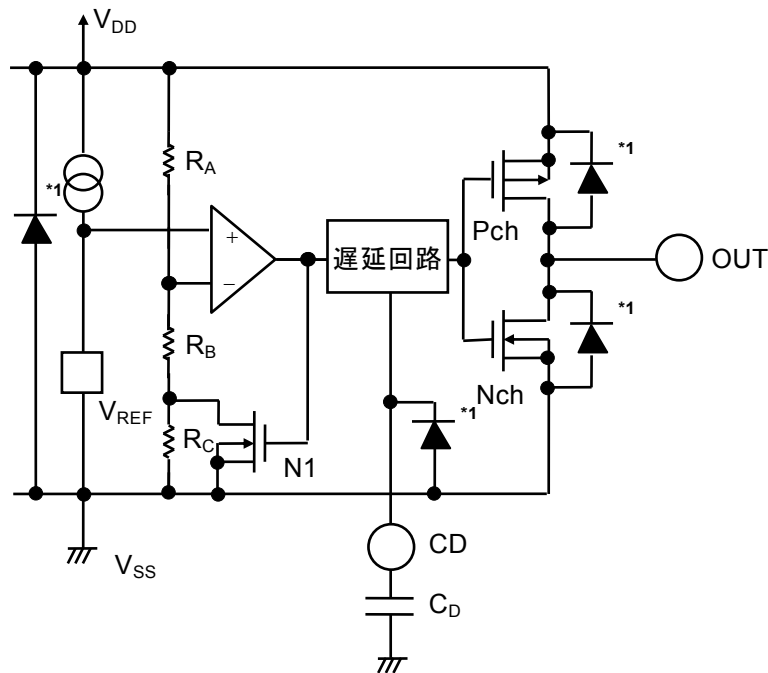 VDD
*1
RA
*1
+
−
遅延回路
Pch
*1
OUT
RB
*1
VREF
Nch
RC
N1
*1
VSS
CD
CD